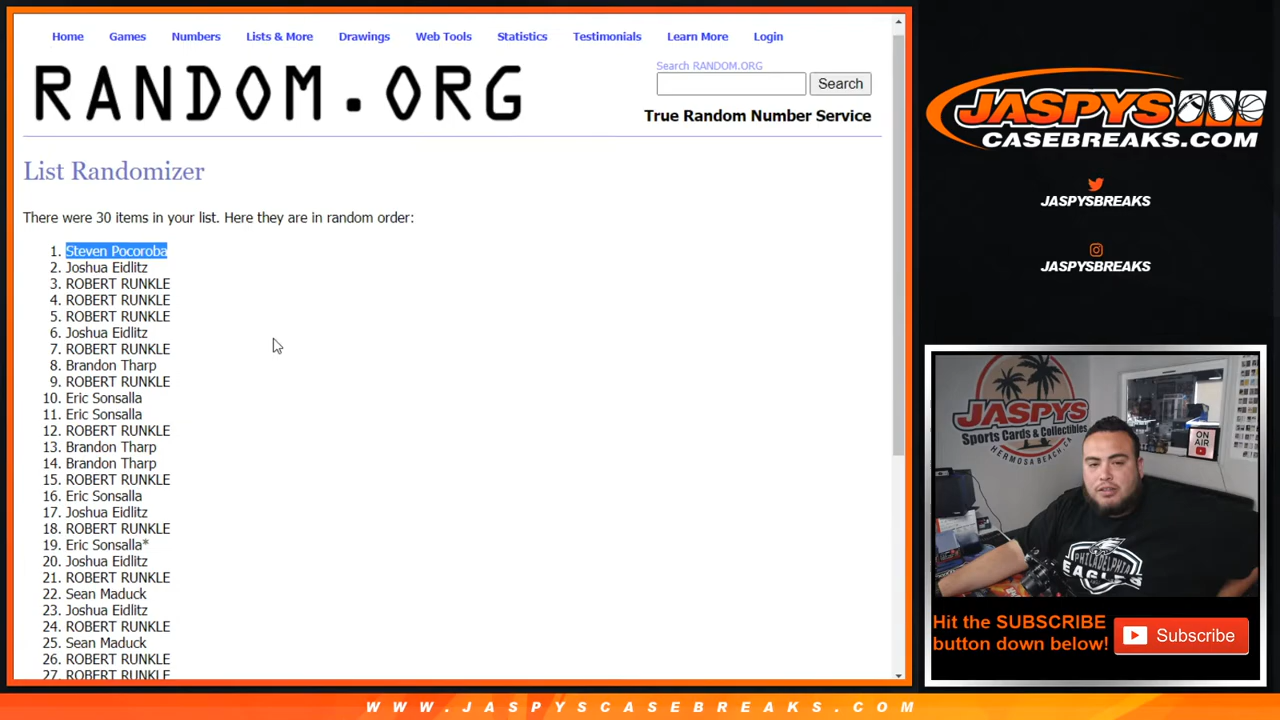 Home Games Numbers Lists & More Drawings Web Tools Statistics Testimonials Learn More Login
RANDOM.ORG
Search RANDOM.ORG
Search
True Random Number Service
List Randomizer
There were 30 items in your list. Here they are in random order:
1. Steven Pocoroba
2. Joshua Eidlitz
3. ROBERT RUNKLE
4. ROBERT RUNKLE
5. ROBERT RUNKLE
6. Joshua Eidlitz
7. ROBERT RUNKLE
8. Brandon Tharp
9. ROBERT RUNKLE
10. Eric Sonsalla
11. Eric Sonsalla
12. ROBERT RUNKLE
13. Brandon Tharp
14. Brandon Tharp
15. ROBERT RUNKLE
16. Eric Sonsalla
17. Joshua Eidlitz
18. ROBERT RUNKLE
19. Eric Sonsalla*
20. Joshua Eidlitz
21. ROBERT RUNKLE
22. Sean Maduck
23. Joshua Eidlitz
24. ROBERT RUNKLE
25. Sean Maduck
26. ROBERT RUNKLE
27. ROBERT RUNKLE
JASPYS
CASEBREAKS.COM
JASPYSBREAKS
JASPYSBREAKS
JASPYS
Sports Cards & Collectibles
HERMOSA BEACH, CA
ON AIR
PHILADELPHIA
EAGLES
Hit the SUBSCRIBE
button down below!
Subscribe
WWW.JASPYSCASEBREAKS.COM